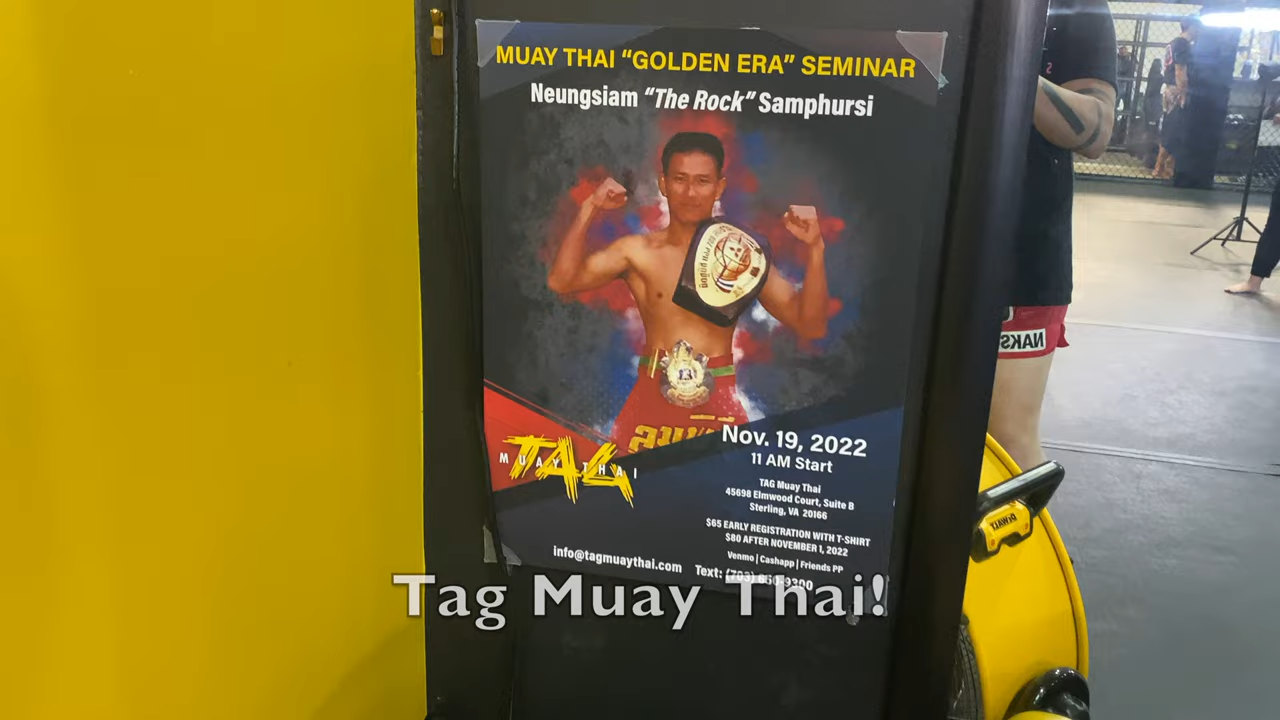 MUAY THAI “GOLDEN ERA” SEMINAR
Neungsiam “The Rock” Samphursi
TAG
MUAY THAI
Nov. 19, 2022
11 AM Start
TAG Muay Thai
45698 Elmwood Court, Suite B
Sterling, VA 20166
$65 EARLY REGISTRATION WITH T-SHIRT
$80 AFTER NOVEMBER 1, 2022
Venmo | Cashapp | Friends PP
info@tagmuaythai.com Text: (703)
Tag Muay Thai!
NAKS
DEWALT